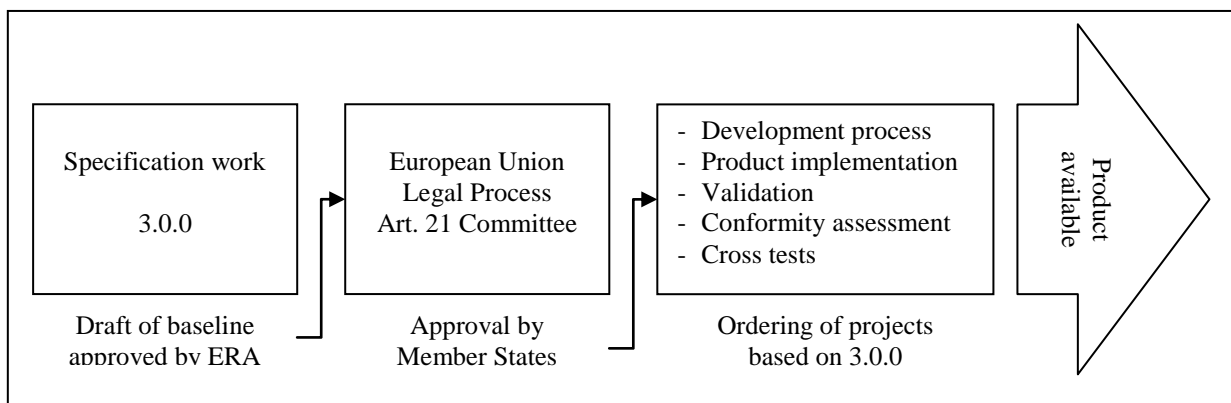 Specification work
3.0.0
Draft of baseline
approved by ERA
European Union
Legal Process
Art. 21 Committee
Approval by
Member States
- Development process
- Product implementation
- Validation
- Conformity assessment
- Cross tests
Ordering of projects
based on 3.0.0
Product
available